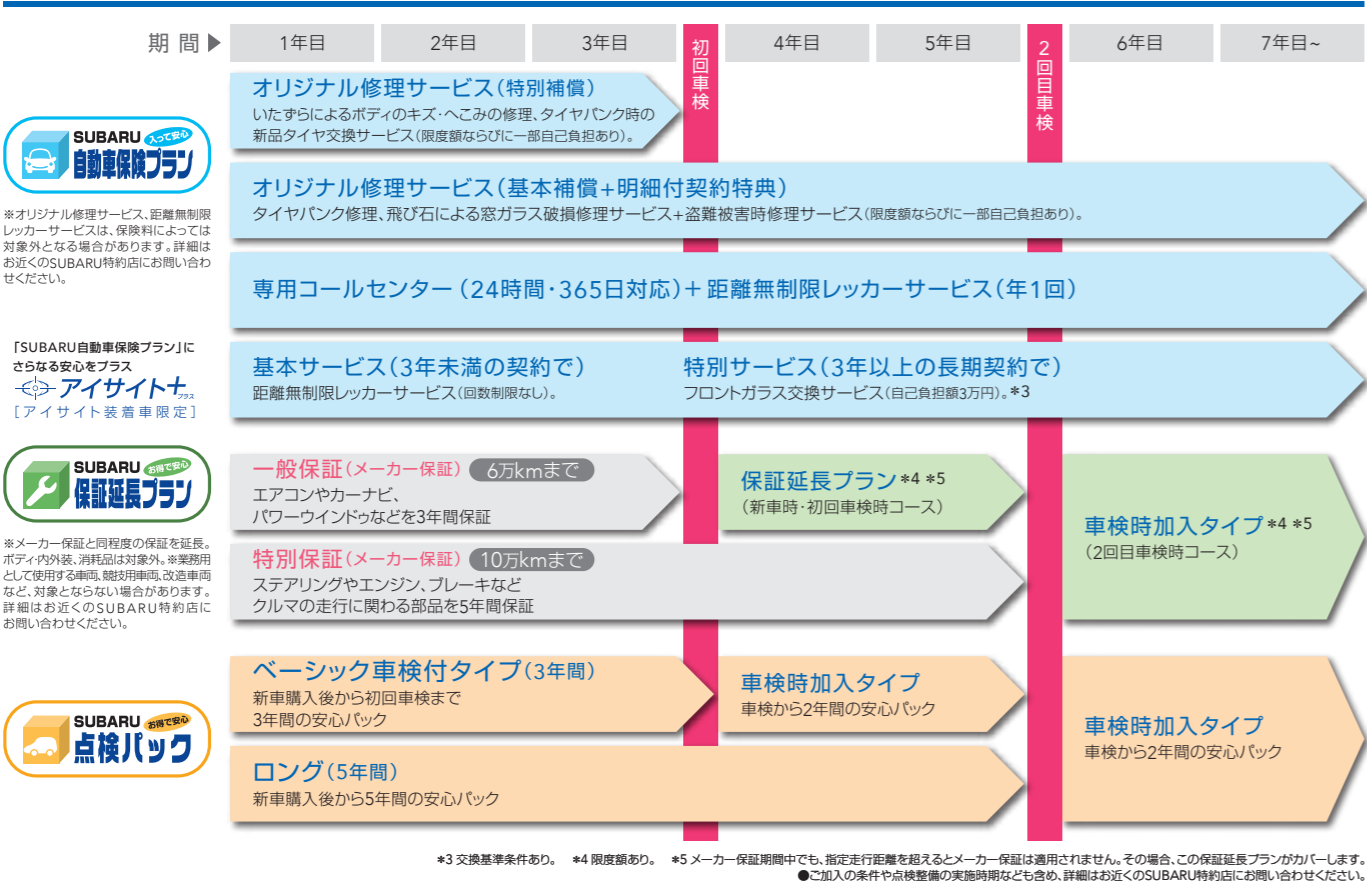 期 間▶
1年目
2年目
3年目
初回車検
4年目
5年目
2回目車検
6年目
7年目~
SUBARU 入って安心
自動車保険プラン
※オリジナル修理サービス、距離無制限
レッカーサービスは、保険料によっては
対象外となる場合があります。詳細は
お近くのSUBARU特約店にお問い合わ
せください。
オリジナル修理サービス(特別補償)
いたずらによるボディのキズ・へこみの修理、タイヤパンク時の
新品タイヤ交換サービス(限度額ならびに一部自己負担あり)。
オリジナル修理サービス(基本補償+明細付契約特典)
タイヤパンク修理、飛び石による窓ガラス破損修理サービス+盗難被害時修理サービス(限度額ならびに一部自己負担あり)。
専用コールセンター(24時間・365日対応)+距離無制限レッカーサービス(年1回)
「SUBARU自動車保険プラン」に
さらなる安心をプラス
アイサイト+プラス
[アイサイト装着車限定]
基本サービス(3年未満の契約で)
距離無制限レッカーサービス(回数制限なし)。
特別サービス(3年以上の長期契約で)
フロントガラス交換サービス(自己負担額3万円)。*3
SUBARU お得で安心
保証延長プラン
※メーカー保証と同程度の保証を延長。
ボディ内外装、消耗品は対象外。※業務用
として使用する車両、競技用車両、改造車両
など、対象とならない場合があります。
詳細はお近くのSUBARU特約店に
お問い合わせください。
一般保証(メーカー保証) 6万kmまで
エアコンやカーナビ、
パワーウインドゥなどを3年間保証
特別保証(メーカー保証) 10万kmまで
ステアリングやエンジン、ブレーキなど
クルマの走行に関わる部品を5年間保証
保証延長プラン*4 *5
(新車時・初回車検時コース)
車検時加入タイプ*4 *5
(2回目車検時コース)
SUBARU お得で安心
点検パック
ベーシック車検付タイプ(3年間)
新車購入後から初回車検まで
3年間の安心パック
車検時加入タイプ
車検から2年間の安心パック
ロング(5年間)
新車購入後から5年間の安心パック
車検時加入タイプ
車検から2年間の安心パック
*3 交換基準条件あり。 *4 限度額あり。 *5 メーカー保証期間中でも、指定走行距離を超えるとメーカー保証は適用されません。その場合、この保証延長プランがカバーします。
●ご加入の条件や点検整備の実施時期なども含め、詳細はお近くのSUBARU特約店にお問い合わせください。